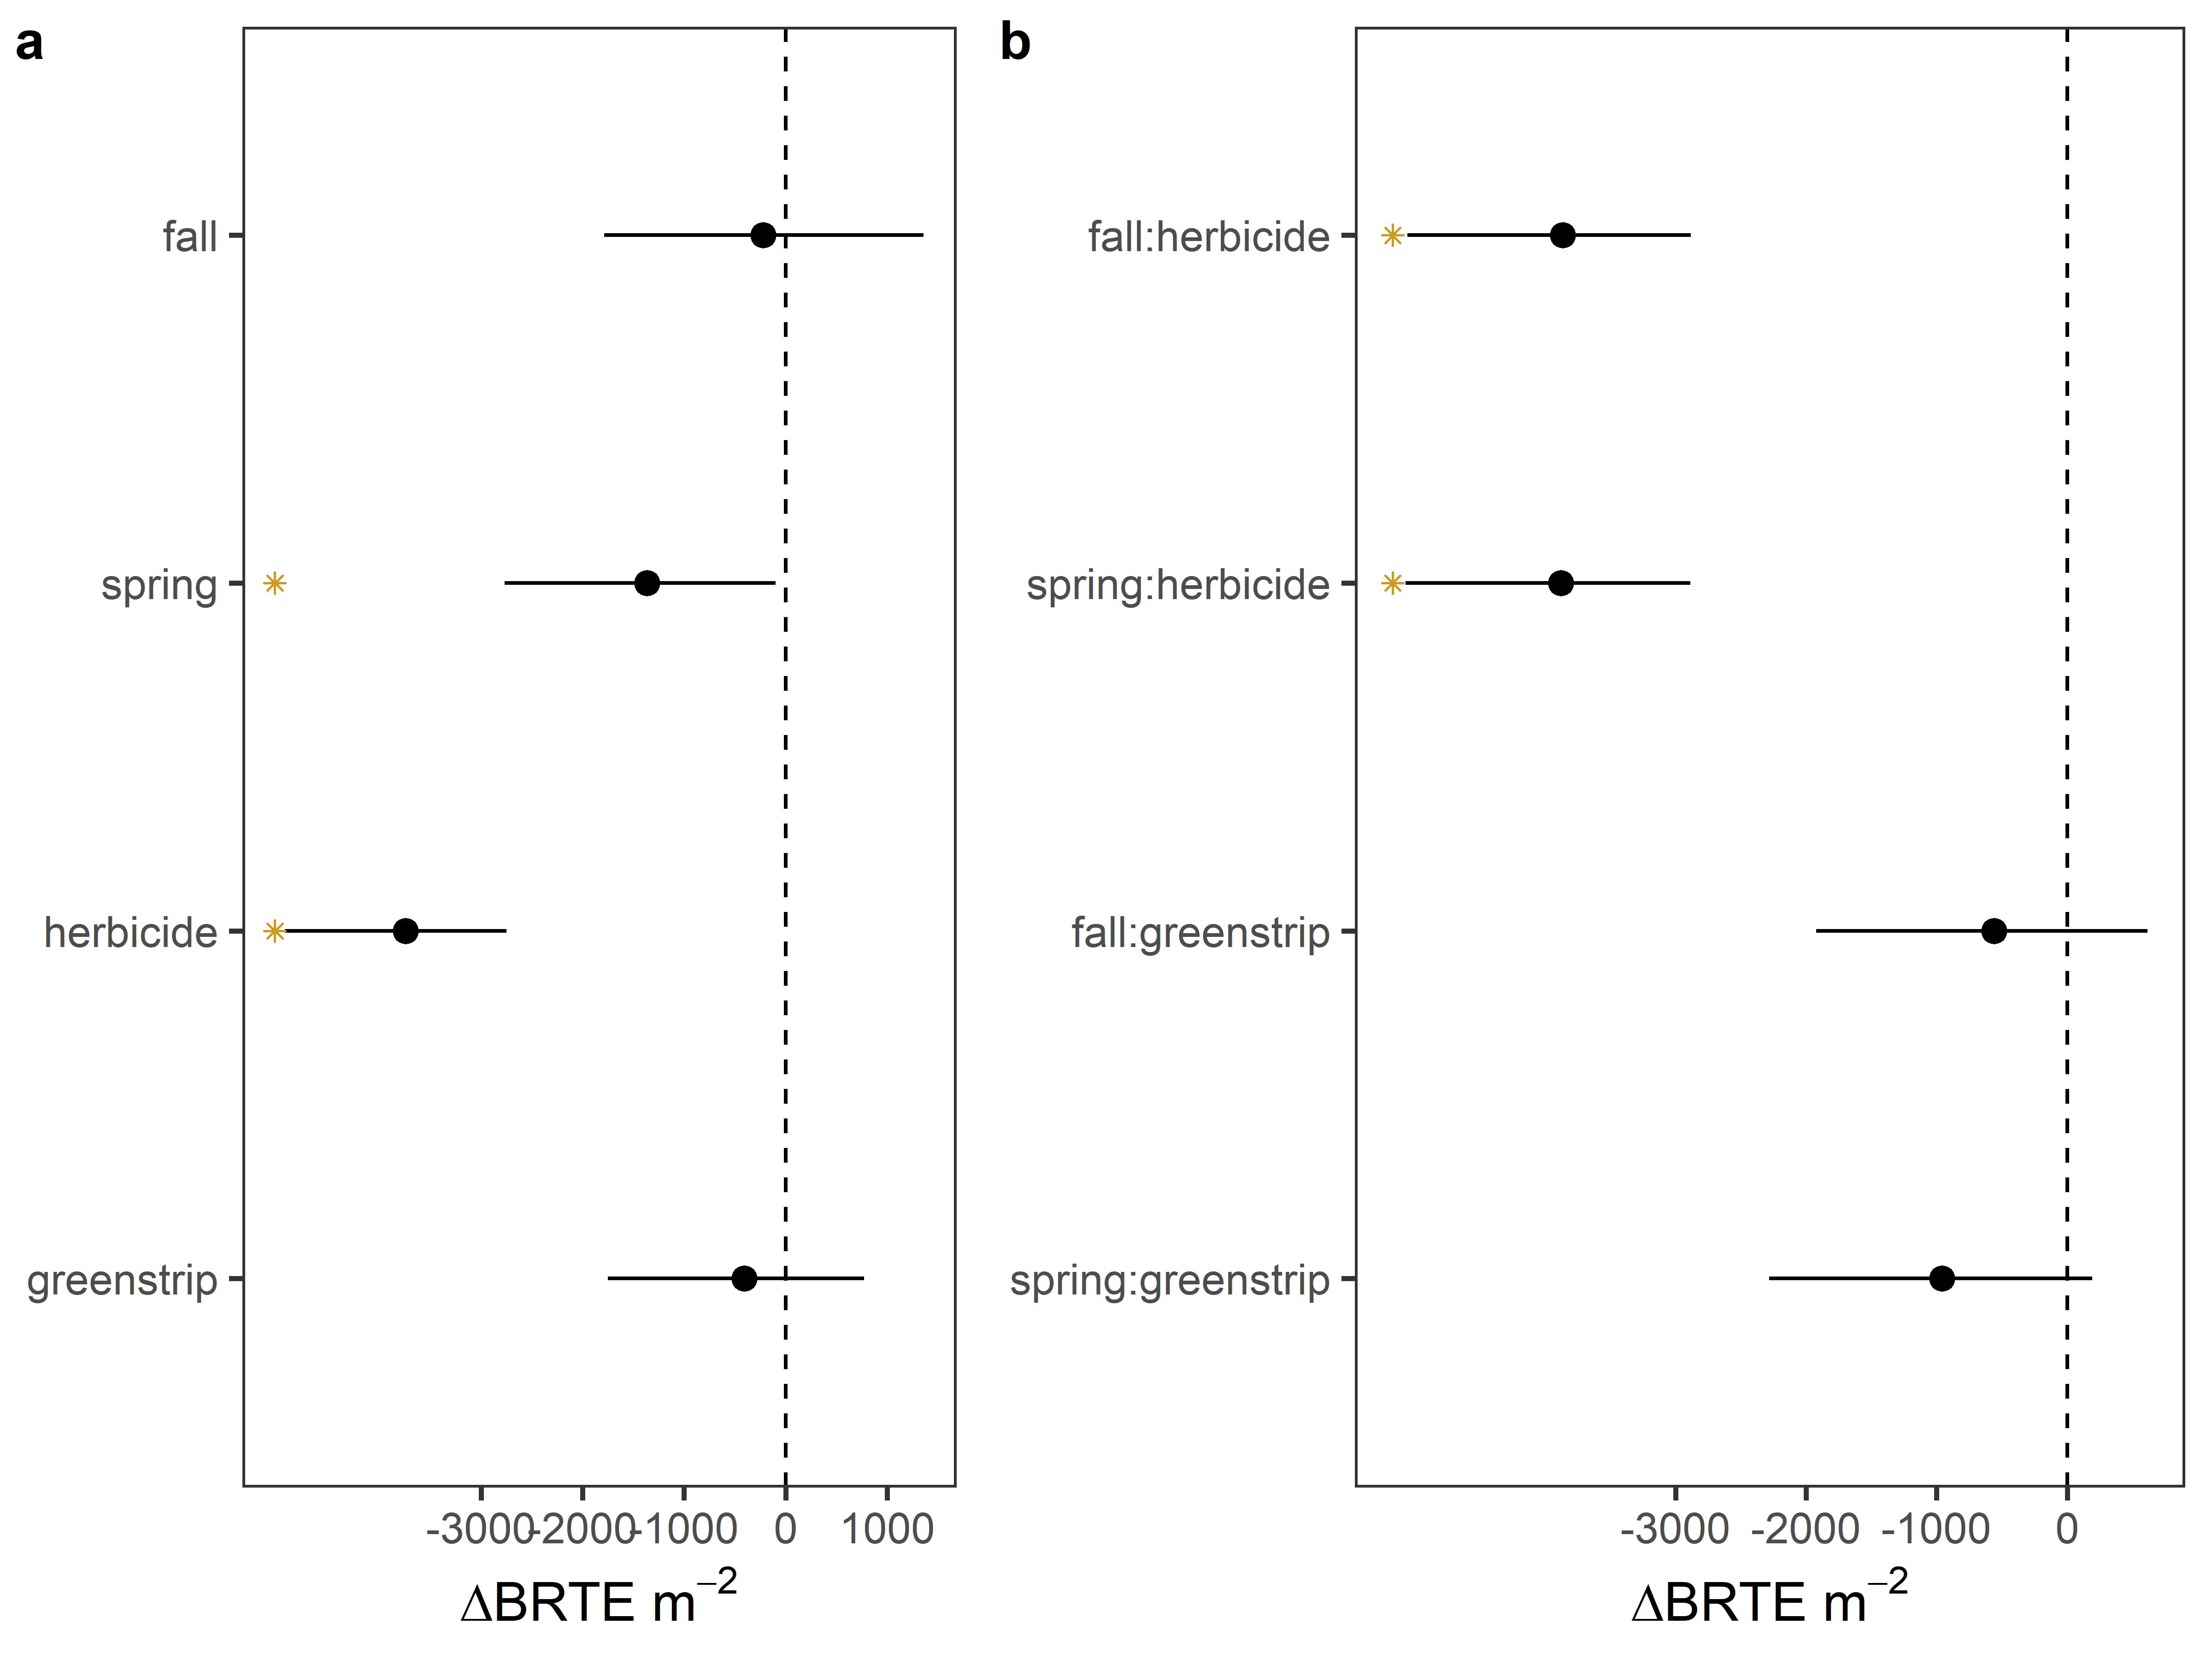 a
fall
spring
herbicide
greenstrip
-3000 -2000 -1000 0 1000
ΔBRTE m⁻²
b
fall:herbicide
spring:herbicide
fall:greenstrip
spring:greenstrip
-3000 -2000 -1000 0
ΔBRTE m⁻²